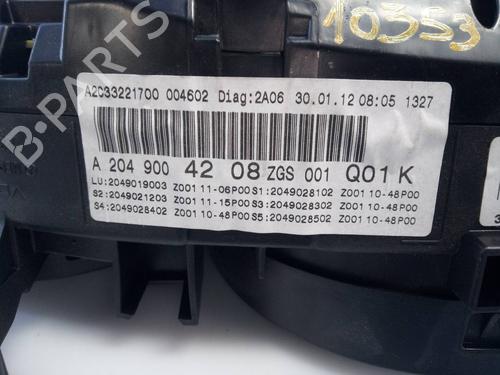 10353
A2C33221700 004602 Diag:2A06 30.01.12 08:05 1327
A 204 900 42 08 ZGS 001 Q01 K
LU:2049019003 Z001 11-06P00 S1:2049028102 Z001 10-48P00
S2:2049021203 Z001 11-15P00 S3:2049028302 Z001 10-48P00
S4:2049028402 Z001 10-48P00 S5:2049028502 Z001 10-48P00
B-PARTS